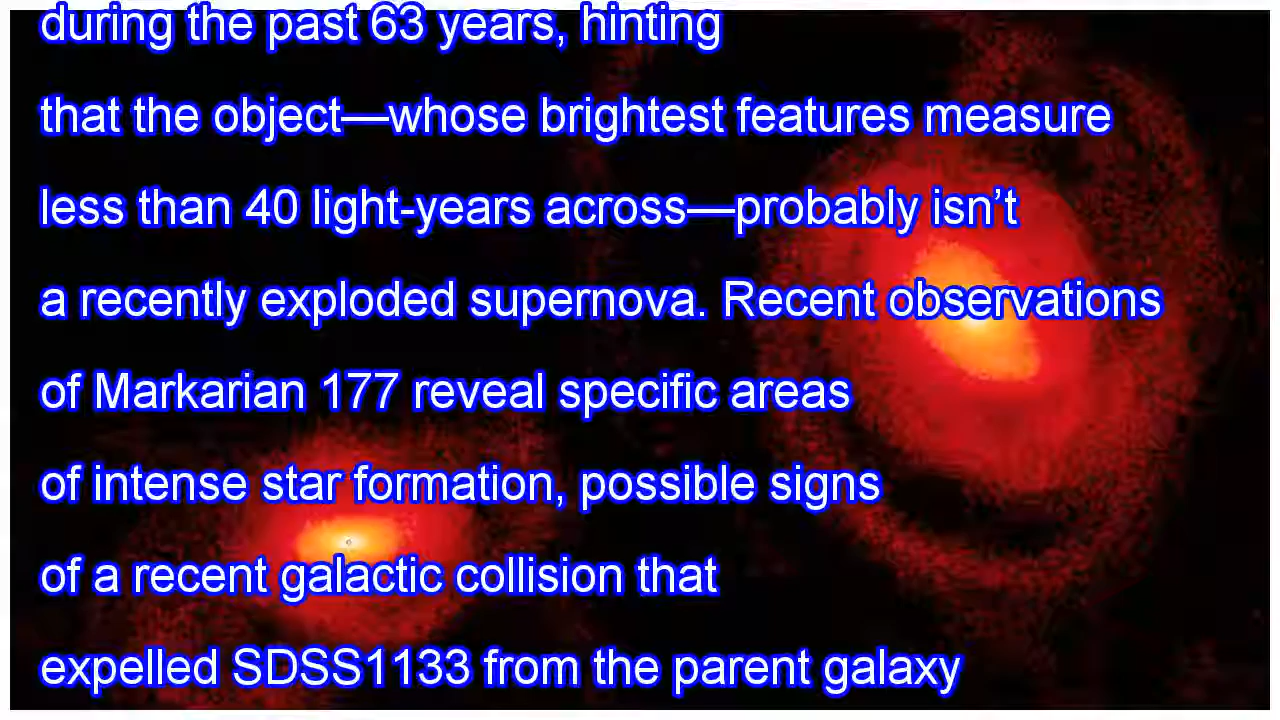 during the past 63 years, hinting
that the object—whose brightest features measure
less than 40 light-years across—probably isn’t
a recently exploded supernova. Recent observations
of Markarian 177 reveal specific areas
of intense star formation, possible signs
of a recent galactic collision that
expelled SDSS1133 from the parent galaxy